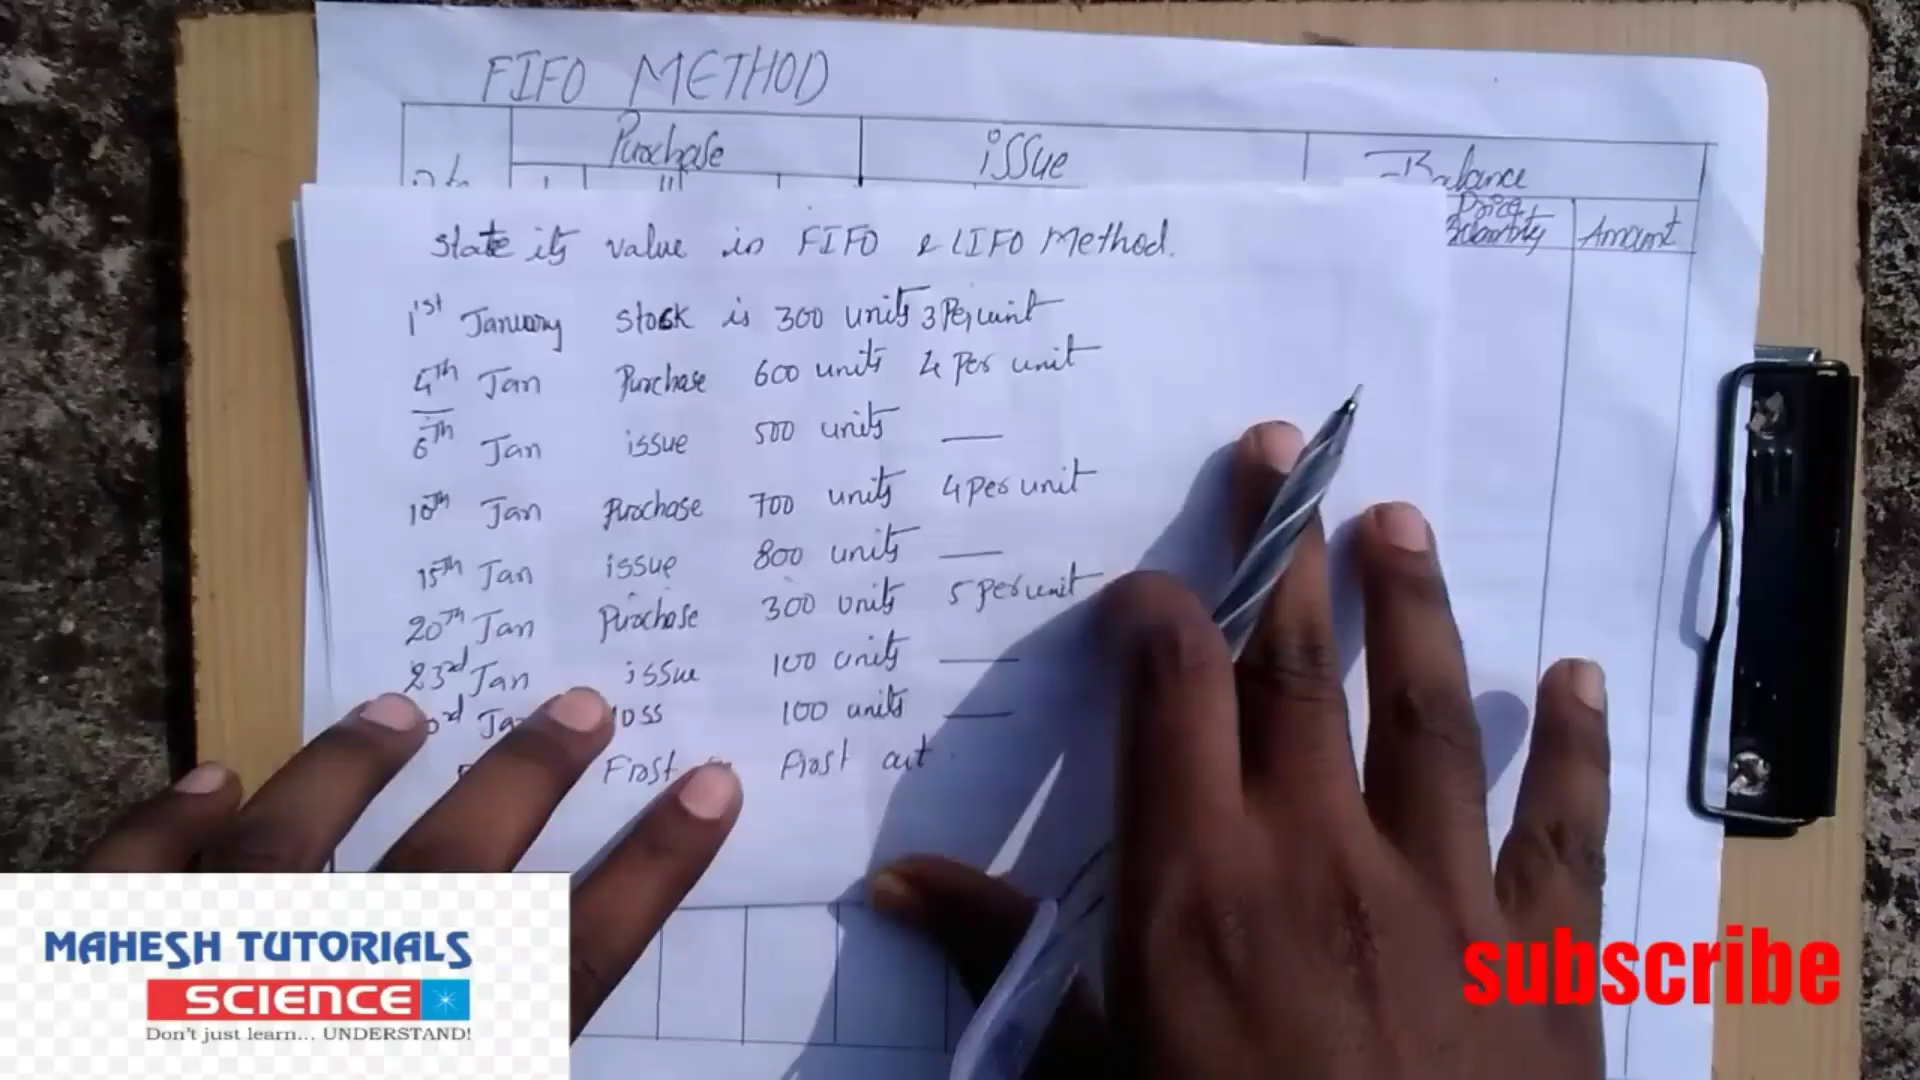 FIFO METHOD
Purchase issue Balance
Price
Quantity Amount
State its value in FIFO & LIFO Method.
1st January stock is 300 units 3 Per unit
4th Jan Purchase 600 units 4 Per unit
6th Jan issue 500 units —
10th Jan Purchase 700 units 4 per unit
15th Jan issue 800 units —
20th Jan Purchase 300 units 5 per unit
23rd Jan issue 100 units —
rd Jan loss 100 units —
First First out
MAHESH TUTORIALS
SCIENCE
Don't just learn... UNDERSTAND!
subscribe